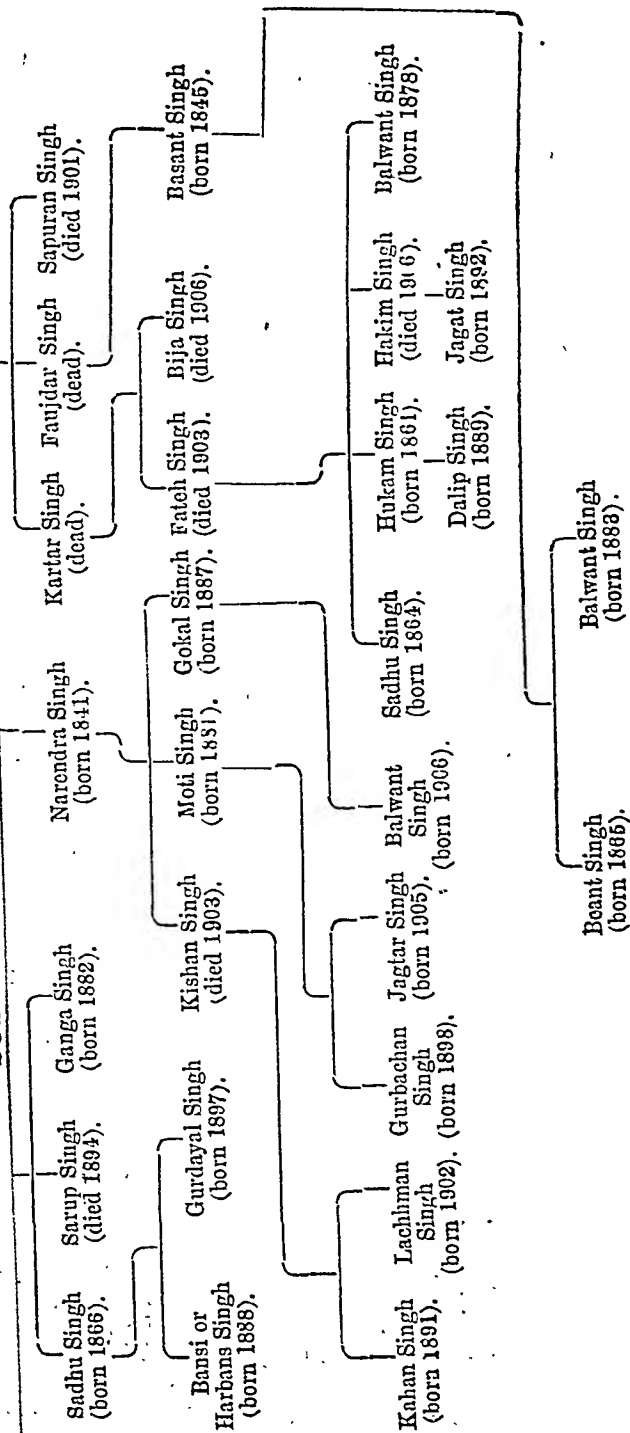 Sadhu Singh
(born 1866).
Sarup Singh
(died 1894).
Ganga Singh
(born 1882).
Narendra Singh
(born 1841).
Kartar Singh
(dead).
Faujdar Singh
(dead).
Sapuran Singh
(died 1901).
Bansi or
Harbans Singh
(born 1888).
Gurdayal Singh
(born 1897).
Kishan Singh
(died 1903).
Moti Singh
(born 1881).
Gokal Singh
(born 1887).
Fateh Singh
(died 1903).
Bija Singh
(died 1906).
Basant Singh
(born 1845).
Kahan Singh
(born 1891).
Lachhman
Singh
(born 1902).
Gurbachan
Singh
(born 1898).
Jagtar Singh
(born 1905).
Balwant
Singh
(born 1906).
Sadhu Singh
(born 1864).
Hukam Singh
(born 1861).
Hakim Singh
(died 1906).
Balwant Singh
(born 1878).
Dalip Singh
(born 1889).
Jagat Singh
(born 1892).
Beant Singh
(born 1865).
Balwant Singh
(born 1883).